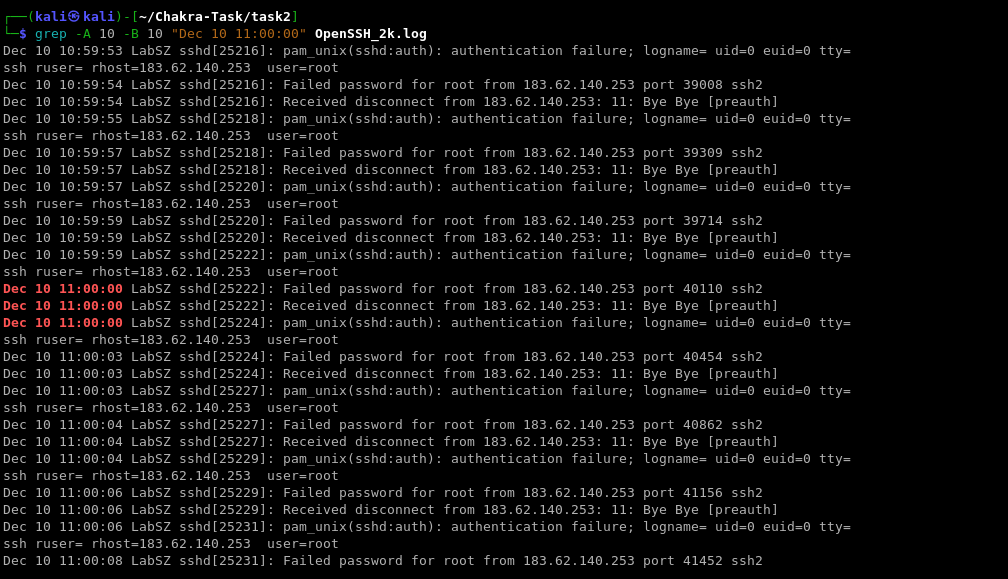 ┌──(kali㉿kali)-[~/Chakra-Task/task2]
└─$ grep -A 10 -B 10 "Dec 10 11:00:00" OpenSSH_2k.log
Dec 10 10:59:53 LabSZ sshd[25216]: pam_unix(sshd:auth): authentication failure; logname= uid=0 euid=0 tty=
ssh ruser= rhost=183.62.140.253  user=root
Dec 10 10:59:54 LabSZ sshd[25216]: Failed password for root from 183.62.140.253 port 39008 ssh2
Dec 10 10:59:54 LabSZ sshd[25216]: Received disconnect from 183.62.140.253: 11: Bye Bye [preauth]
Dec 10 10:59:55 LabSZ sshd[25218]: pam_unix(sshd:auth): authentication failure; logname= uid=0 euid=0 tty=
ssh ruser= rhost=183.62.140.253  user=root
Dec 10 10:59:57 LabSZ sshd[25218]: Failed password for root from 183.62.140.253 port 39309 ssh2
Dec 10 10:59:57 LabSZ sshd[25218]: Received disconnect from 183.62.140.253: 11: Bye Bye [preauth]
Dec 10 10:59:57 LabSZ sshd[25220]: pam_unix(sshd:auth): authentication failure; logname= uid=0 euid=0 tty=
ssh ruser= rhost=183.62.140.253  user=root
Dec 10 10:59:59 LabSZ sshd[25220]: Failed password for root from 183.62.140.253 port 39714 ssh2
Dec 10 10:59:59 LabSZ sshd[25220]: Received disconnect from 183.62.140.253: 11: Bye Bye [preauth]
Dec 10 10:59:59 LabSZ sshd[25222]: pam_unix(sshd:auth): authentication failure; logname= uid=0 euid=0 tty=
ssh ruser= rhost=183.62.140.253  user=root
Dec 10 11:00:00 LabSZ sshd[25222]: Failed password for root from 183.62.140.253 port 40110 ssh2
Dec 10 11:00:00 LabSZ sshd[25222]: Received disconnect from 183.62.140.253: 11: Bye Bye [preauth]
Dec 10 11:00:00 LabSZ sshd[25224]: pam_unix(sshd:auth): authentication failure; logname= uid=0 euid=0 tty=
ssh ruser= rhost=183.62.140.253  user=root
Dec 10 11:00:03 LabSZ sshd[25224]: Failed password for root from 183.62.140.253 port 40454 ssh2
Dec 10 11:00:03 LabSZ sshd[25224]: Received disconnect from 183.62.140.253: 11: Bye Bye [preauth]
Dec 10 11:00:03 LabSZ sshd[25227]: pam_unix(sshd:auth): authentication failure; logname= uid=0 euid=0 tty=
ssh ruser= rhost=183.62.140.253  user=root
Dec 10 11:00:04 LabSZ sshd[25227]: Failed password for root from 183.62.140.253 port 40862 ssh2
Dec 10 11:00:04 LabSZ sshd[25227]: Received disconnect from 183.62.140.253: 11: Bye Bye [preauth]
Dec 10 11:00:04 LabSZ sshd[25229]: pam_unix(sshd:auth): authentication failure; logname= uid=0 euid=0 tty=
ssh ruser= rhost=183.62.140.253  user=root
Dec 10 11:00:06 LabSZ sshd[25229]: Failed password for root from 183.62.140.253 port 41156 ssh2
Dec 10 11:00:06 LabSZ sshd[25229]: Received disconnect from 183.62.140.253: 11: Bye Bye [preauth]
Dec 10 11:00:06 LabSZ sshd[25231]: pam_unix(sshd:auth): authentication failure; logname= uid=0 euid=0 tty=
ssh ruser= rhost=183.62.140.253  user=root
Dec 10 11:00:08 LabSZ sshd[25231]: Failed password for root from 183.62.140.253 port 41452 ssh2